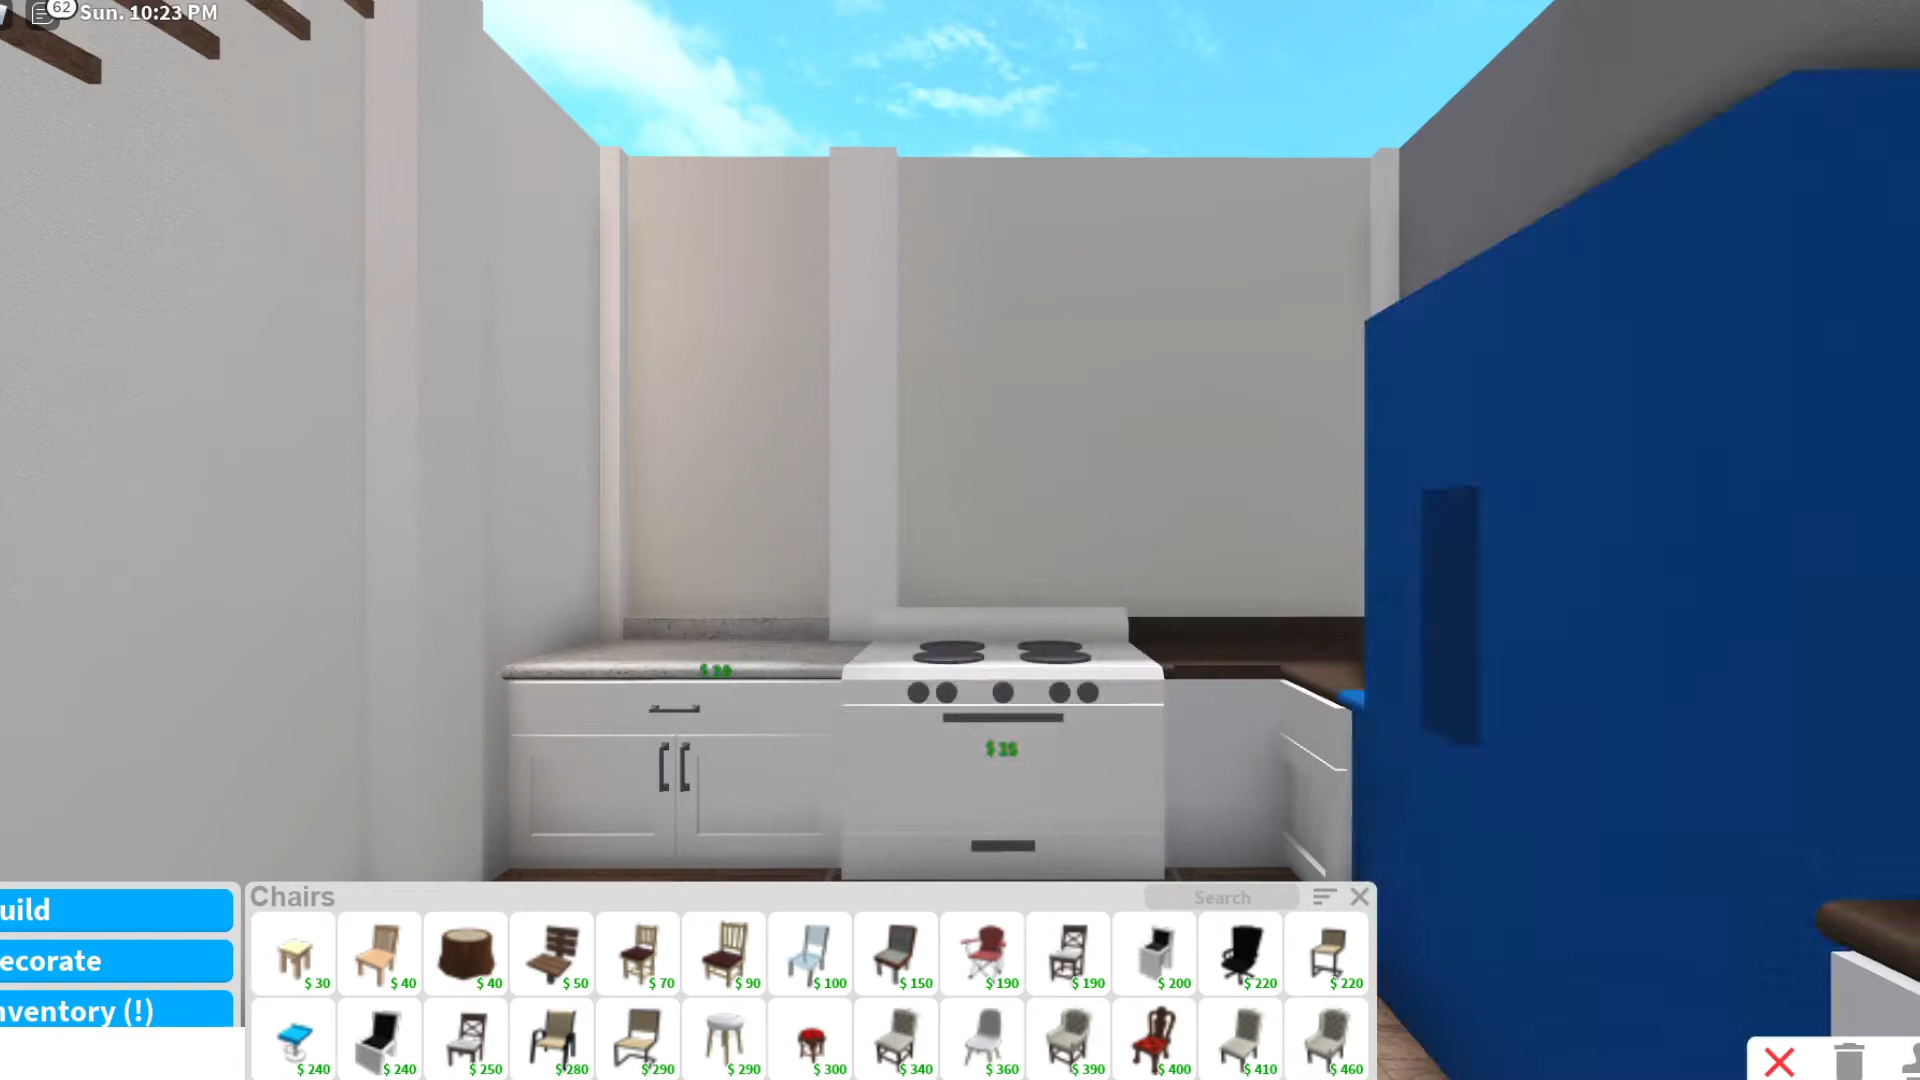 62 Sun. 10:23 PM
$ 35
uild
ecorate
nventory (!)
Chairs
Search
$ 30 $ 40 $ 40 $ 50 $ 70 $ 90 $ 100 $ 150 $ 190 $ 190 $ 200 $ 220 $ 220
$ 240 $ 240 $ 250 $ 280 $ 290 $ 290 $ 300 $ 340 $ 360 $ 390 $ 400 $ 410 $ 460